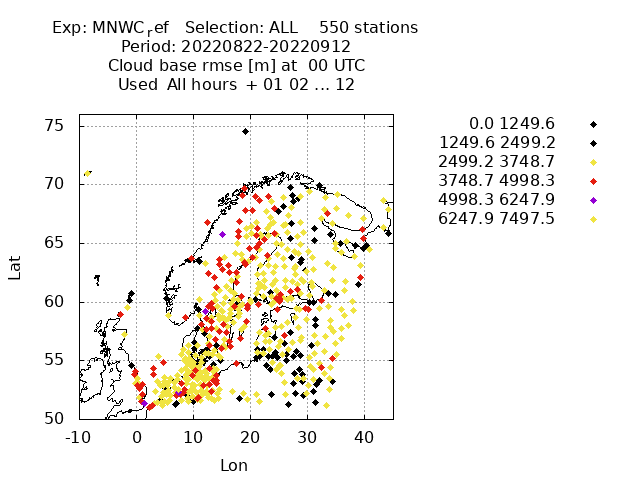 Exp: MNWC_ref   Selection: ALL    550 stations
Period: 20220822-20220912
Cloud base rmse [m] at  00 UTC
Used  All hours  + 01 02 ... 12
0.0 1249.6
1249.6 2499.2
2499.2 3748.7
3748.7 4998.3
4998.3 6247.9
6247.9 7497.5
75
70
65
60
55
50
Lat
-10 0 10 20 30 40
Lon